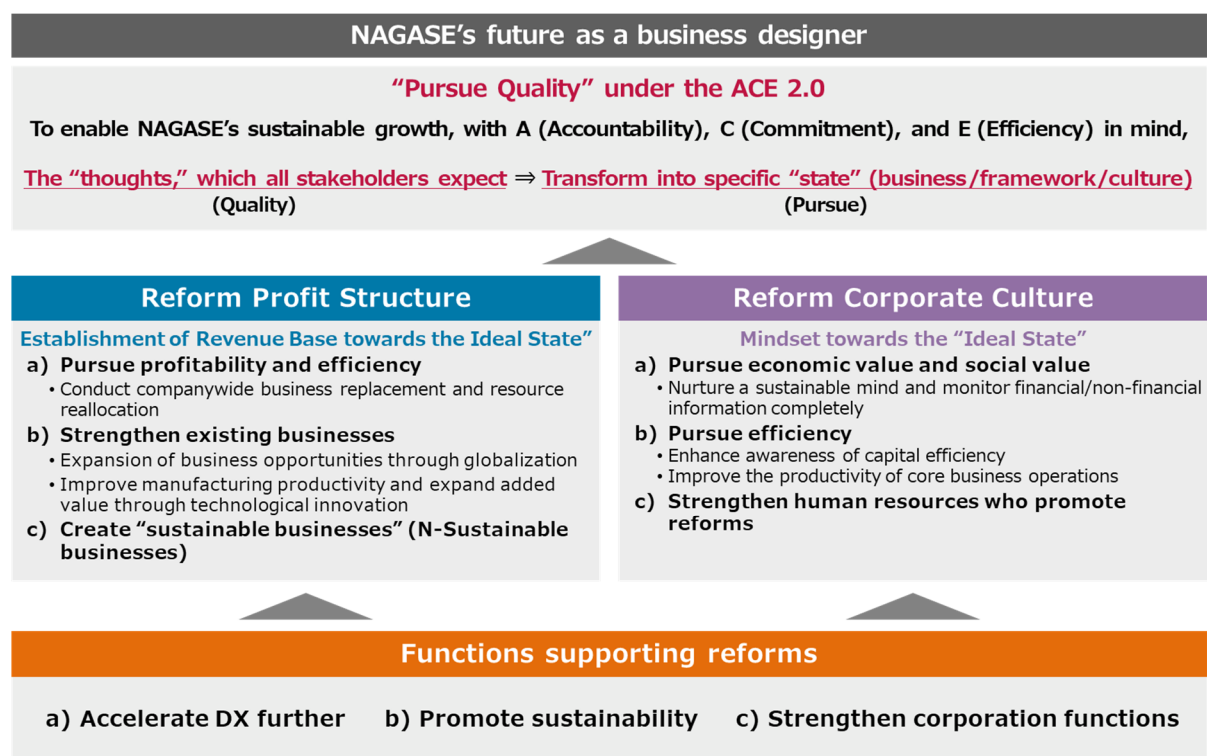 NAGASE’s future as a business designer
“Pursue Quality” under the ACE 2.0
To enable NAGASE’s sustainable growth, with A (Accountability), C (Commitment), and E (Efficiency) in mind,
The “thoughts,” which all stakeholders expect ⇒ Transform into specific “state” (business/framework/culture)
(Quality) (Pursue)
Reform Profit Structure
Establishment of Revenue Base towards the Ideal State”
a) Pursue profitability and efficiency
• Conduct companywide business replacement and resource
reallocation
b) Strengthen existing businesses
• Expansion of business opportunities through globalization
• Improve manufacturing productivity and expand added
value through technological innovation
c) Create “sustainable businesses” (N-Sustainable
businesses)
Reform Corporate Culture
Mindset towards the “Ideal State”
a) Pursue economic value and social value
• Nurture a sustainable mind and monitor financial/non-financial
information completely
b) Pursue efficiency
• Enhance awareness of capital efficiency
• Improve the productivity of core business operations
c) Strengthen human resources who promote
reforms
Functions supporting reforms
a) Accelerate DX further b) Promote sustainability c) Strengthen corporation functions